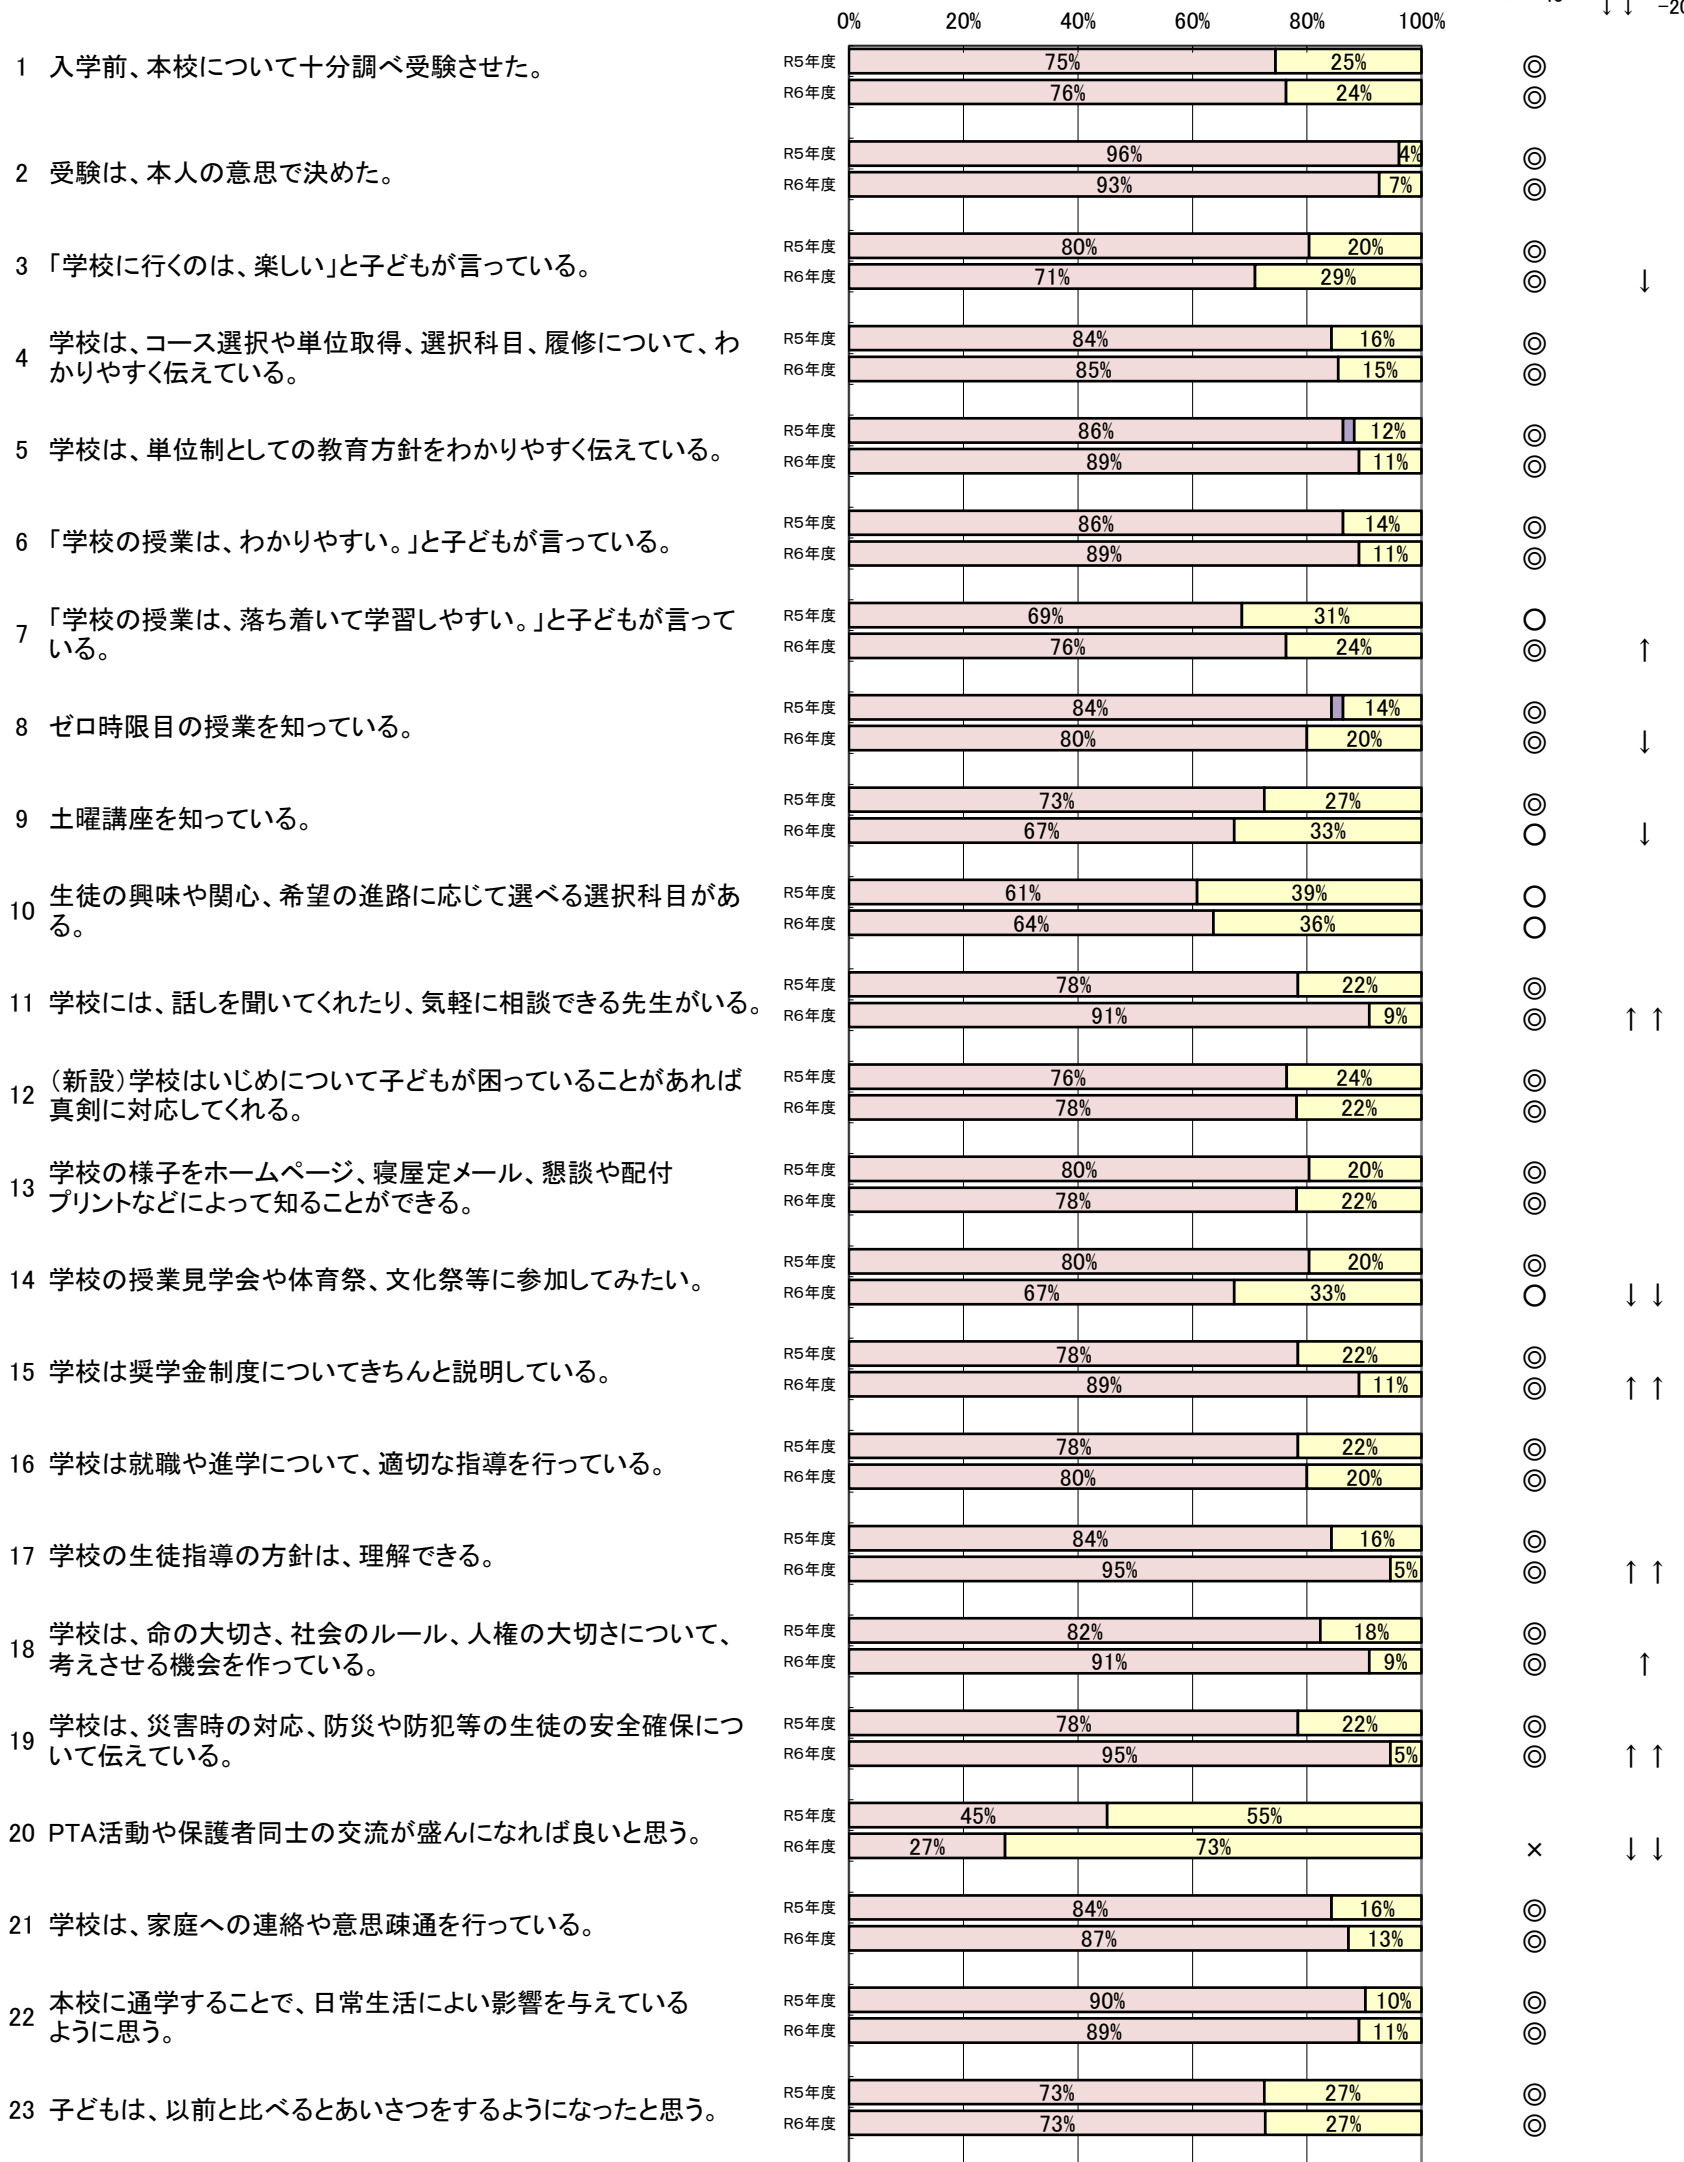 ↓↓ -20
0% 20% 40% 60% 80% 100%
1 入学前、本校について十分調べ受験させた。
R5年度 75% 25% ◎
R6年度 76% 24% ◎
2 受験は、本人の意思で決めた。
R5年度 96% 4% ◎
R6年度 93% 7% ◎
3 「学校に行くのは、楽しい」と子どもが言っている。
R5年度 80% 20% ◎
R6年度 71% 29% ◎ ↓
4 学校は、コース選択や単位取得、選択科目、履修について、わ
かりやすく伝えている。
R5年度 84% 16% ◎
R6年度 85% 15% ◎
5 学校は、単位制としての教育方針をわかりやすく伝えている。
R5年度 86% 12% ◎
R6年度 89% 11% ◎
6 「学校の授業は、わかりやすい。」と子どもが言っている。
R5年度 86% 14% ◎
R6年度 89% 11% ◎
7 「学校の授業は、落ち着いて学習しやすい。」と子どもが言って
いる。
R5年度 69% 31% ○
R6年度 76% 24% ◎ ↑
8 ゼロ時限目の授業を知っている。
R5年度 84% 14% ◎
R6年度 80% 20% ◎ ↓
9 土曜講座を知っている。
R5年度 73% 27% ◎
R6年度 67% 33% ○ ↓
10 生徒の興味や関心、希望の進路に応じて選べる選択科目があ
る。
R5年度 61% 39% ○
R6年度 64% 36% ○
11 学校には、話しを聞いてくれたり、気軽に相談できる先生がいる。
R5年度 78% 22% ◎
R6年度 91% 9% ◎ ↑↑
12 (新設)学校はいじめについて子どもが困っていることがあれば
真剣に対応してくれる。
R5年度 76% 24% ◎
R6年度 78% 22% ◎
13 学校の様子をホームページ、寝屋定メール、懇談や配付
プリントなどによって知ることができる。
R5年度 80% 20% ◎
R6年度 78% 22% ◎
14 学校の授業見学会や体育祭、文化祭等に参加してみたい。
R5年度 80% 20% ◎
R6年度 67% 33% ○ ↓↓
15 学校は奨学金制度についてきちんと説明している。
R5年度 78% 22% ◎
R6年度 89% 11% ◎ ↑↑
16 学校は就職や進学について、適切な指導を行っている。
R5年度 78% 22% ◎
R6年度 80% 20% ◎
17 学校の生徒指導の方針は、理解できる。
R5年度 84% 16% ◎
R6年度 95% 5% ◎ ↑↑
18 学校は、命の大切さ、社会のルール、人権の大切さについて、
考えさせる機会を作っている。
R5年度 82% 18% ◎
R6年度 91% 9% ◎ ↑
19 学校は、災害時の対応、防災や防犯等の生徒の安全確保につ
いて伝えている。
R5年度 78% 22% ◎
R6年度 95% 5% ◎ ↑↑
20 PTA活動や保護者同士の交流が盛んになれば良いと思う。
R5年度 45% 55%
R6年度 27% 73% × ↓↓
21 学校は、家庭への連絡や意思疎通を行っている。
R5年度 84% 16% ◎
R6年度 87% 13% ◎
22 本校に通学することで、日常生活によい影響を与えている
ように思う。
R5年度 90% 10% ◎
R6年度 89% 11% ◎
23 子どもは、以前と比べるとあいさつをするようになったと思う。
R5年度 73% 27% ◎
R6年度 73% 27% ◎